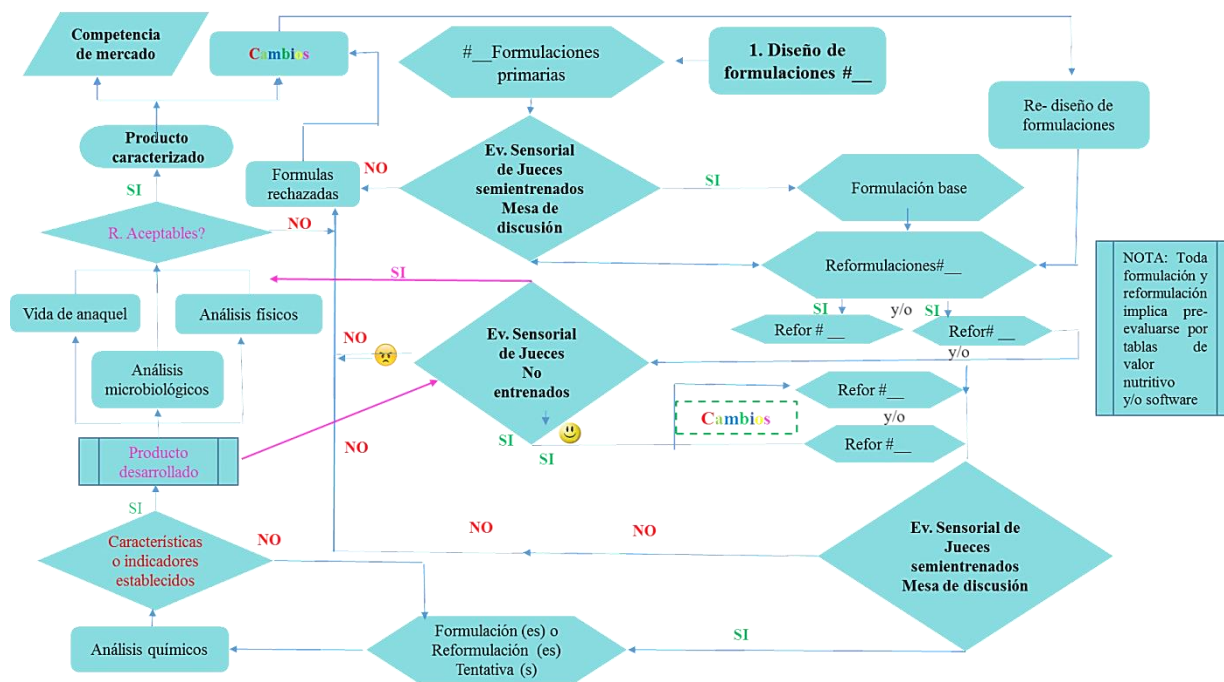 Competencia
de mercado
Cambios
#__Formulaciones
primarias
1. Diseño de
formulaciones #__
Re- diseño de
formulaciones
Producto
caracterizado
SI
Formulas
rechazadas
NO
Ev. Sensorial
de Jueces
semientrenados
Mesa de
discusión
SI
Formulación base
R. Aceptables?
NO
Reformulaciones#__
NOTA: Toda
formulación y
reformulación
implica pre-
evaluarse por
tablas de
valor
nutritivo
y/o software
SI
Vida de anaquel
Análisis físicos
SI
y/o
SI
Refor #__
Refor#__
y/o
NO
Ev. Sensorial
de Jueces
No
entrenados
Análisis
microbiológicos
Refor #__
Cambios
y/o
Refor #__
SI
SI
Producto
desarrollado
NO
SI
Características
o indicadores
establecidos
NO
NO
NO
Ev. Sensorial de
Jueces
semientrenados
Mesa de discusión
Análisis químicos
Formulación (es) o
Reformulación (es)
Tentativa (s)
SI